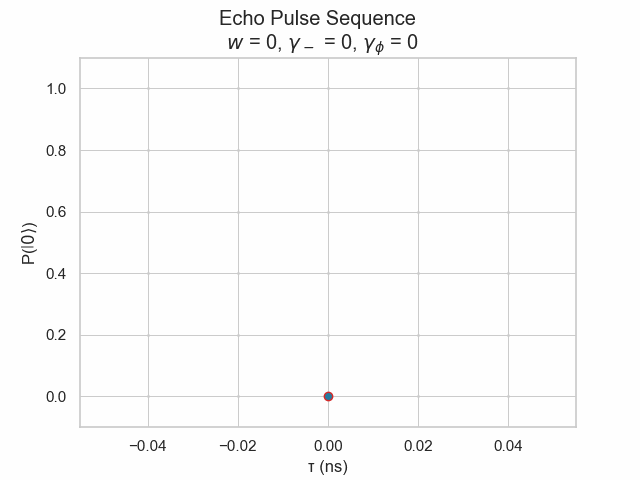 Echo Pulse Sequence
w = 0, γ₋ = 0, γϕ = 0
1.0
0.8
0.6
0.4
0.2
0.0
P(|0⟩)
−0.04 −0.02 0.00 0.02 0.04
τ (ns)